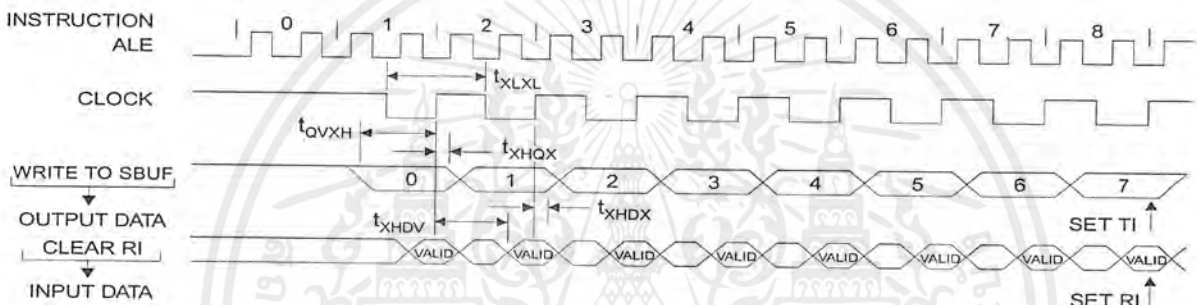 INSTRUCTION
ALE
0 1 2 3 4 5 6 7 8
tXLXL
CLOCK
tQVXH
tXHQX
WRITE TO SBUF
0 1 2 3 4 5 6 7
OUTPUT DATA
tXHDV
tXHDX
SET TI
CLEAR RI
VALID VALID VALID VALID VALID VALID VALID VALID
INPUT DATA
SET RI